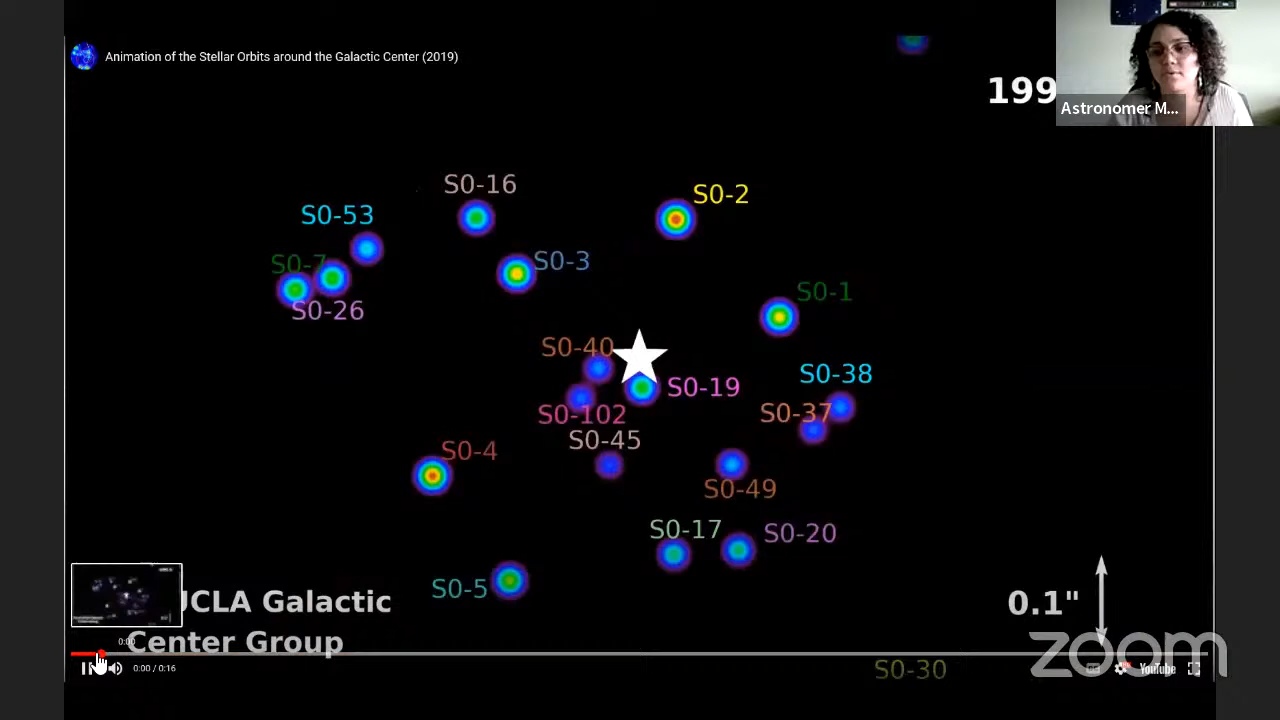 Animation of the Stellar Orbits around the Galactic Center (2019)
199
Astronomer M...
S0-16
S0-2
S0-53
S0-3
S0-7
S0-1
S0-26
S0-40
S0-38
S0-19
S0-37
S0-102
S0-45
S0-4
S0-49
S0-17
S0-20
S0-5
0.1"
UCLA Galactic
Center Group
0:00
zoom
0:00 / 0:16
YouTube
S0-30